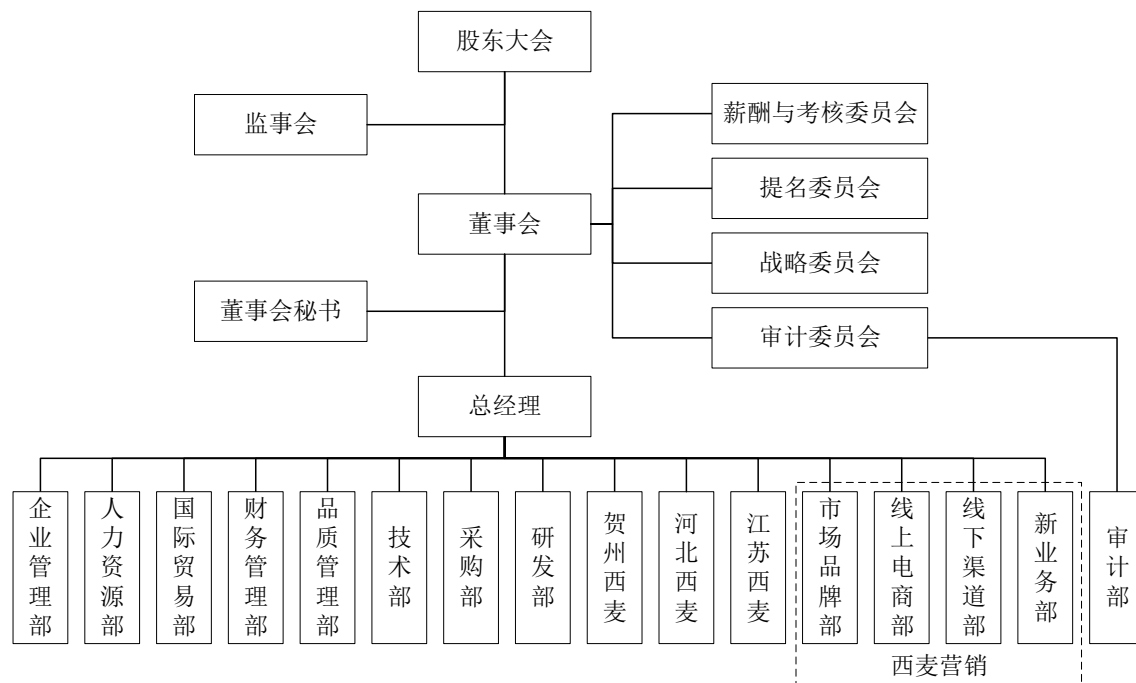 股东大会
监事会
薪酬与考核委员会
提名委员会
董事会
战略委员会
董事会秘书
审计委员会
总经理
企业管理部
人力资源部
国际贸易部
财务管理部
品质管理部
技术部
采购部
研发部
贺州西麦
河北西麦
江苏西麦
市场品牌部
线上电商部
线下渠道部
新业务部
审计部
西麦营销